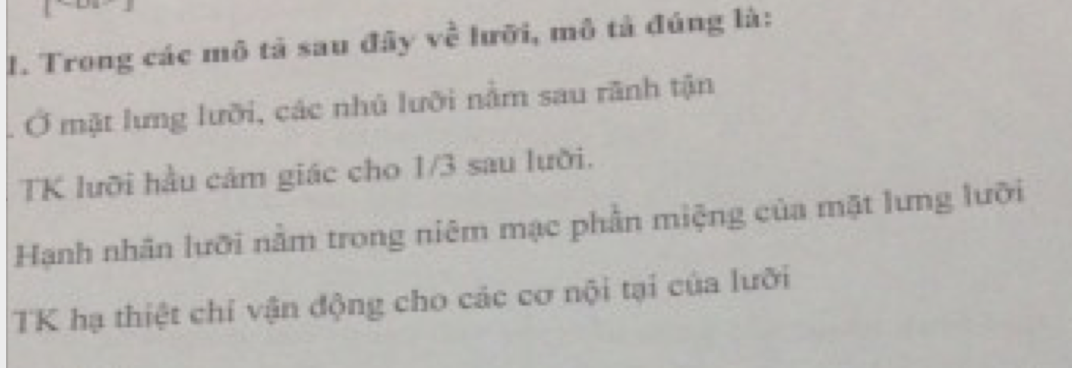 1. Trong các mô tả sau đây về lưỡi, mô tả đúng là:
. Ở mặt lưng lưỡi, các nhú lưỡi nằm sau rãnh tận
TK lưỡi hầu cảm giác cho 1/3 sau lưỡi.
Hạnh nhân lưỡi nằm trong niêm mạc phần miệng của mặt lưng lưỡi
TK hạ thiệt chỉ vận động cho các cơ nội tại của lưỡi